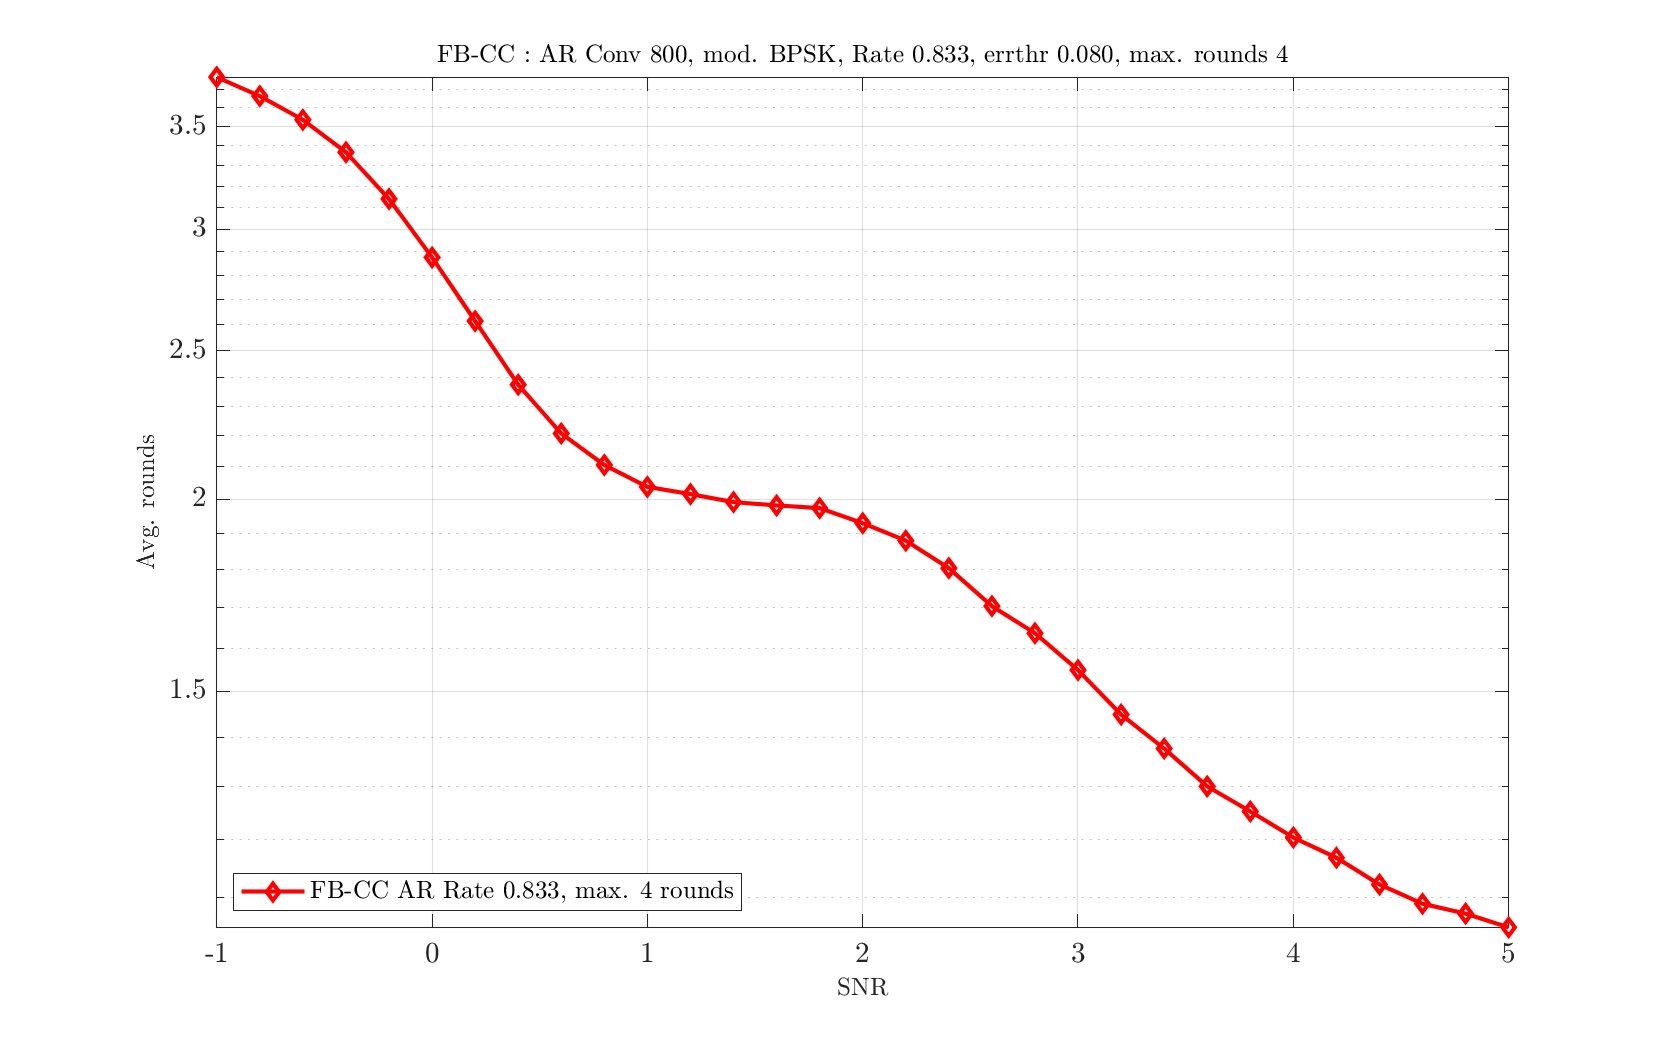 FB-CC : AR Conv 800, mod. BPSK, Rate 0.833, errthr 0.080, max. rounds 4
3.5
3
2.5
2
1.5
Avg. rounds
FB-CC AR Rate 0.833, max. 4 rounds
-1 0 1 2 3 4 5
SNR